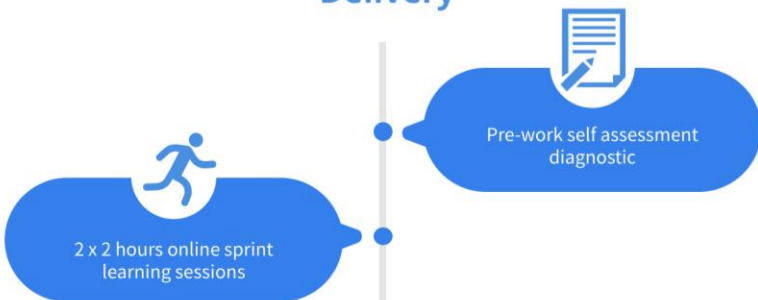 Delivery
Pre-work self assessment
diagnostic
2 x 2 hours online sprint
learning sessions